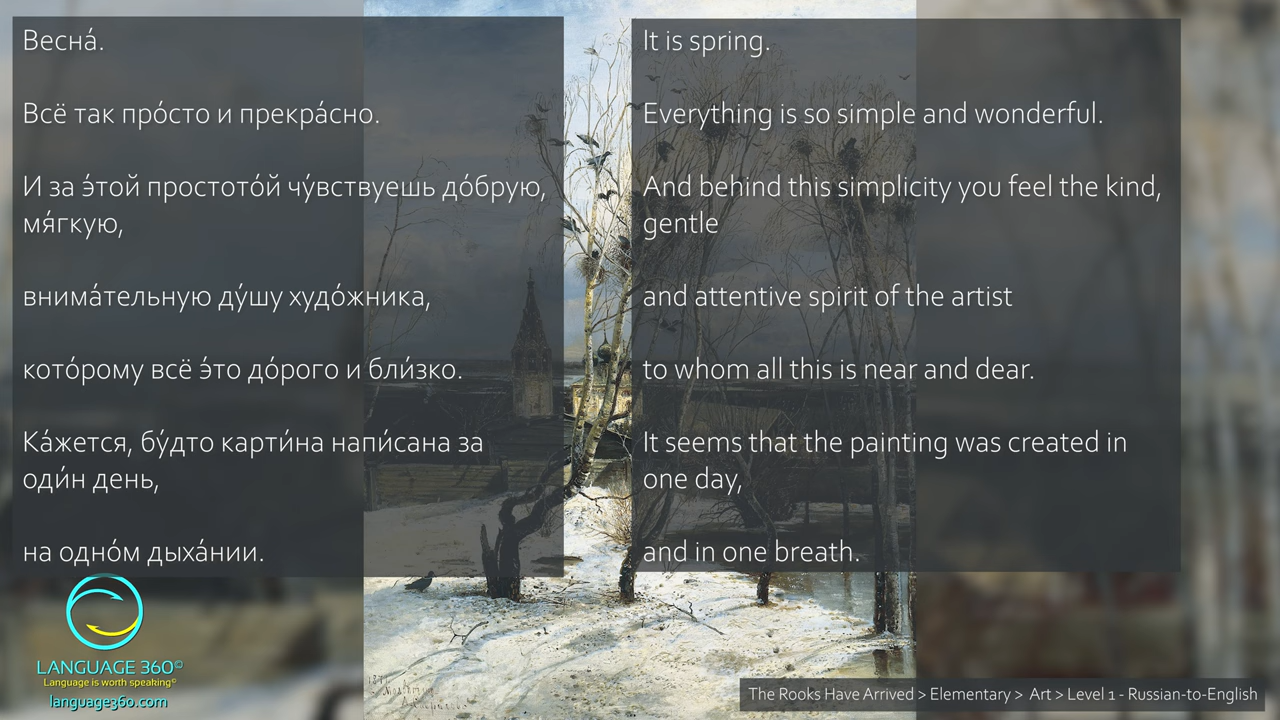 Весна́.
Всё так про́сто и прекра́сно.
И за э́той простото́й чу́вствуешь до́брую,
мя́гкую,
внима́тельную ду́шу худо́жника,
кото́рому всё э́то до́рого и бли́зко.
Ка́жется, бу́дто карти́на напи́сана за
оди́н день,
на одно́м дыха́нии.
It is spring.
Everything is so simple and wonderful.
And behind this simplicity you feel the kind,
gentle
and attentive spirit of the artist
to whom all this is near and dear.
It seems that the painting was created in
one day,
and in one breath.
LANGUAGE 360©
Language is worth speaking©
language360.com
The Rooks Have Arrived > Elementary > Art > Level 1 - Russian-to-English